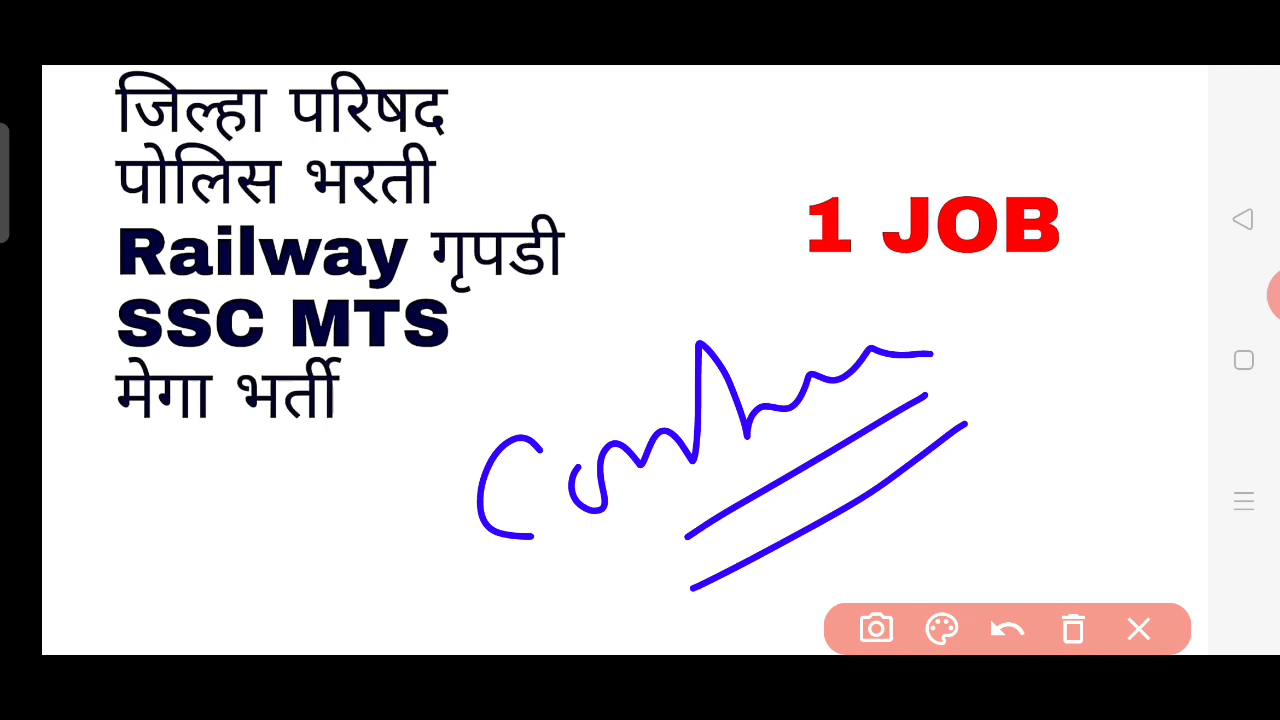 जिल्हा परिषद
पोलिस भरती
Railway गृपडी
SSC MTS
मेगा भर्ती
1 JOB